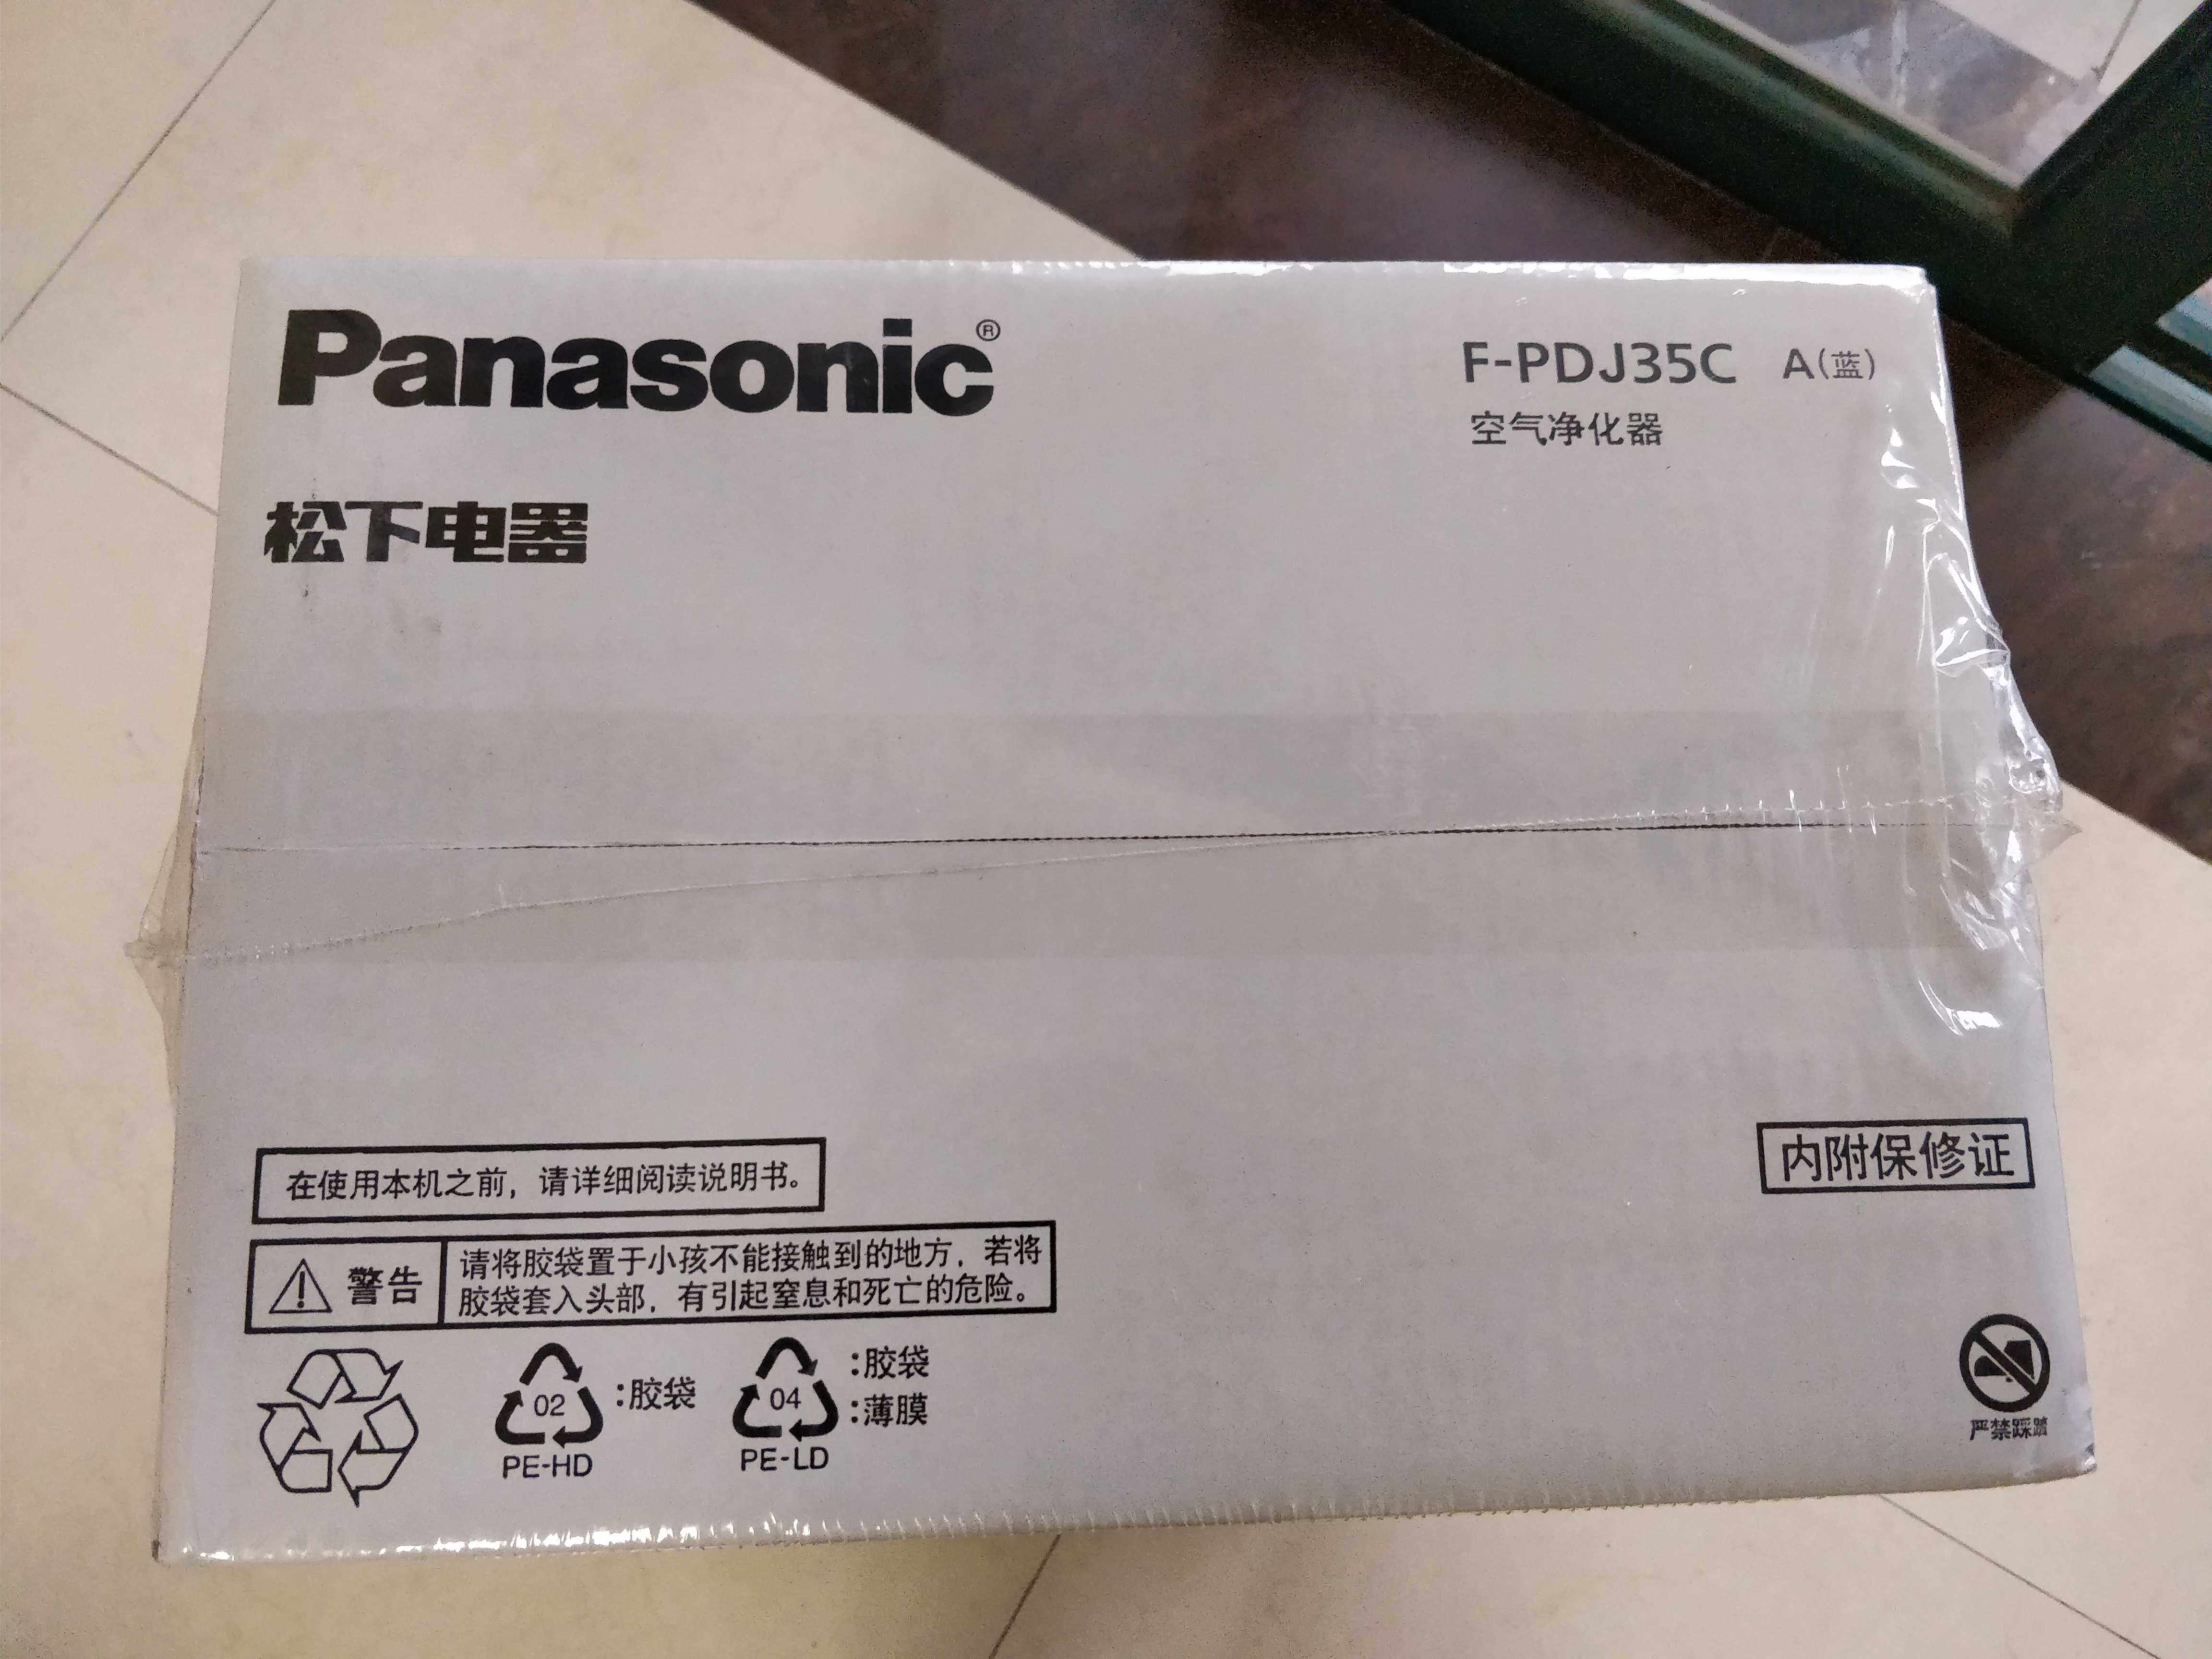 Panasonic®
F-PDJ35C A(蓝)
空气净化器
松下电器
在使用本机之前，请详细阅读说明书。
内附保修证
警告
请将胶袋置于小孩不能接触到的地方，若将
胶袋套入头部，有引起窒息和死亡的危险。
02
PE-HD
:胶袋
04
PE-LD
:胶袋
:薄膜
严禁踩踏